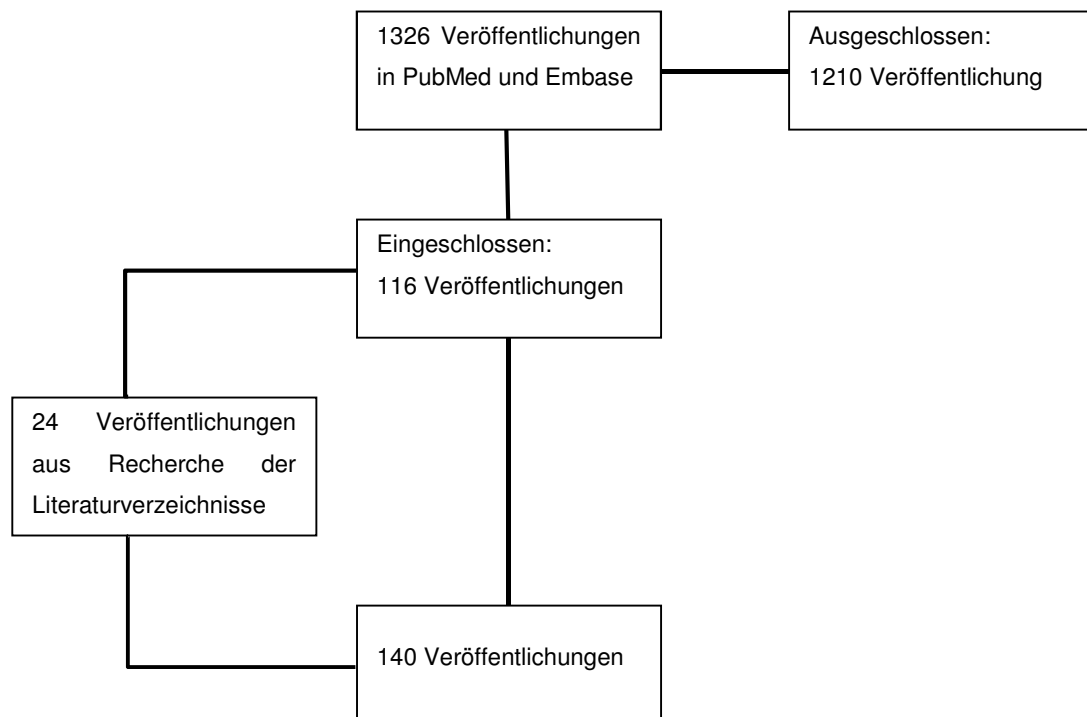 1326 Veröffentlichungen
in PubMed und Embase
Ausgeschlossen:
1210 Veröffentlichung
Eingeschlossen:
116 Veröffentlichungen
24 Veröffentlichungen
aus Recherche der
Literaturverzeichnisse
140 Veröffentlichungen